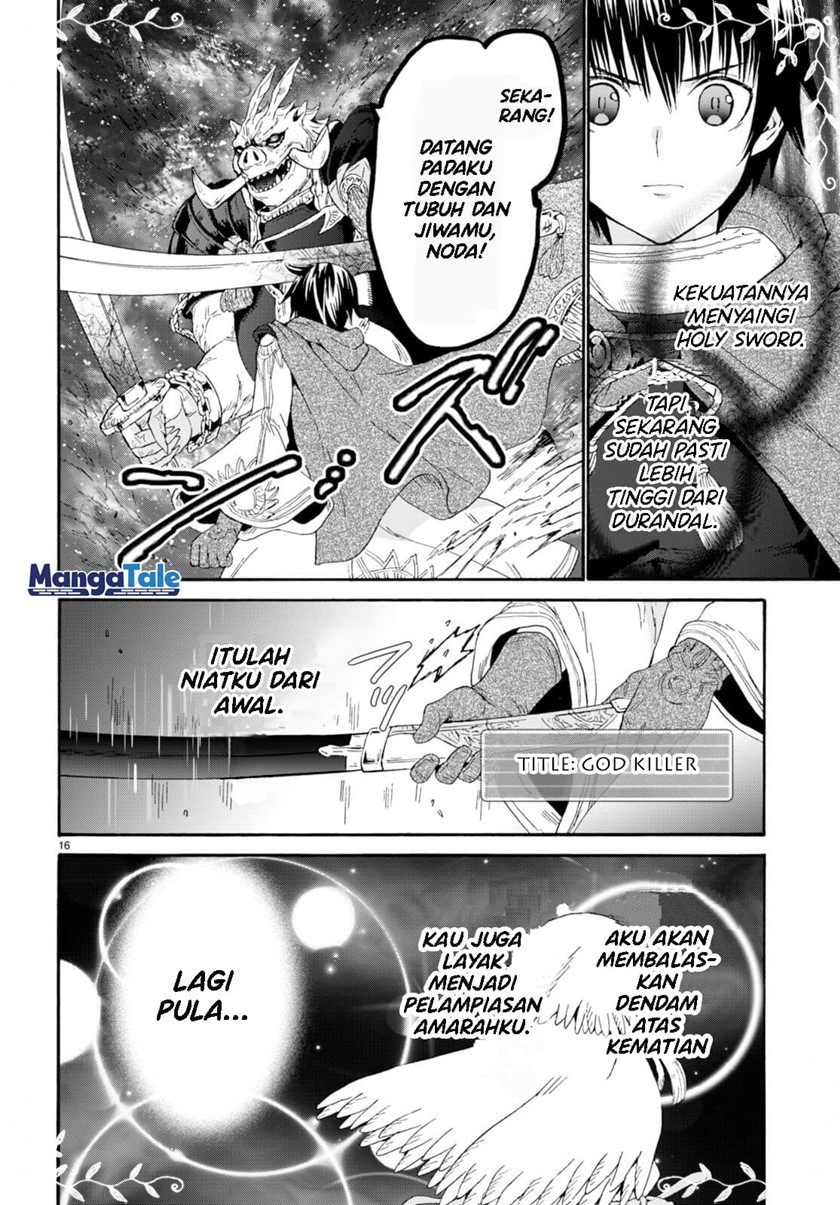 KEKUATANNYA
MENYAINGI
HOLY SWORD.
TAPI,
SEKARANG
SUDAH PASTI
LEBIH
TINGGI DARI
DURANDAL.
SEKA-
RANG!
DATANG
PADAKU
DENGAN
TUBUH DAN
JIWAMU,
NODA!
ズン
MangaTale
ITULAH
NIATKU DARI
AWAL.
TITLE: GOD KILLER
16
AKU AKAN
MEMBALAS-
KAN
DENDAM
ATAS
KEMATIAN
KAU JUGA
LAYAK
MENJADI
PELAMPIASAN
AMARAHKU.
LAGI
PULA...